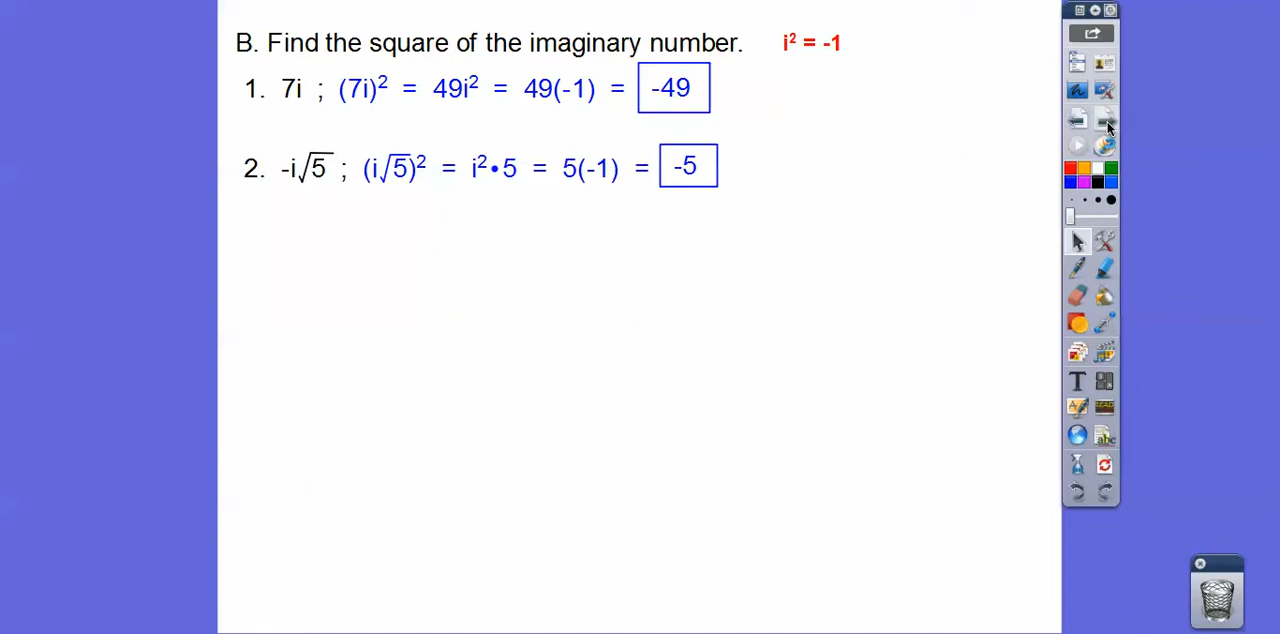 B. Find the square of the imaginary number. i² = -1
1. 7i ; (7i)² = 49i² = 49(-1) = -49
2. -i√5 ; (i√5)² = i²•5 = 5(-1) = -5